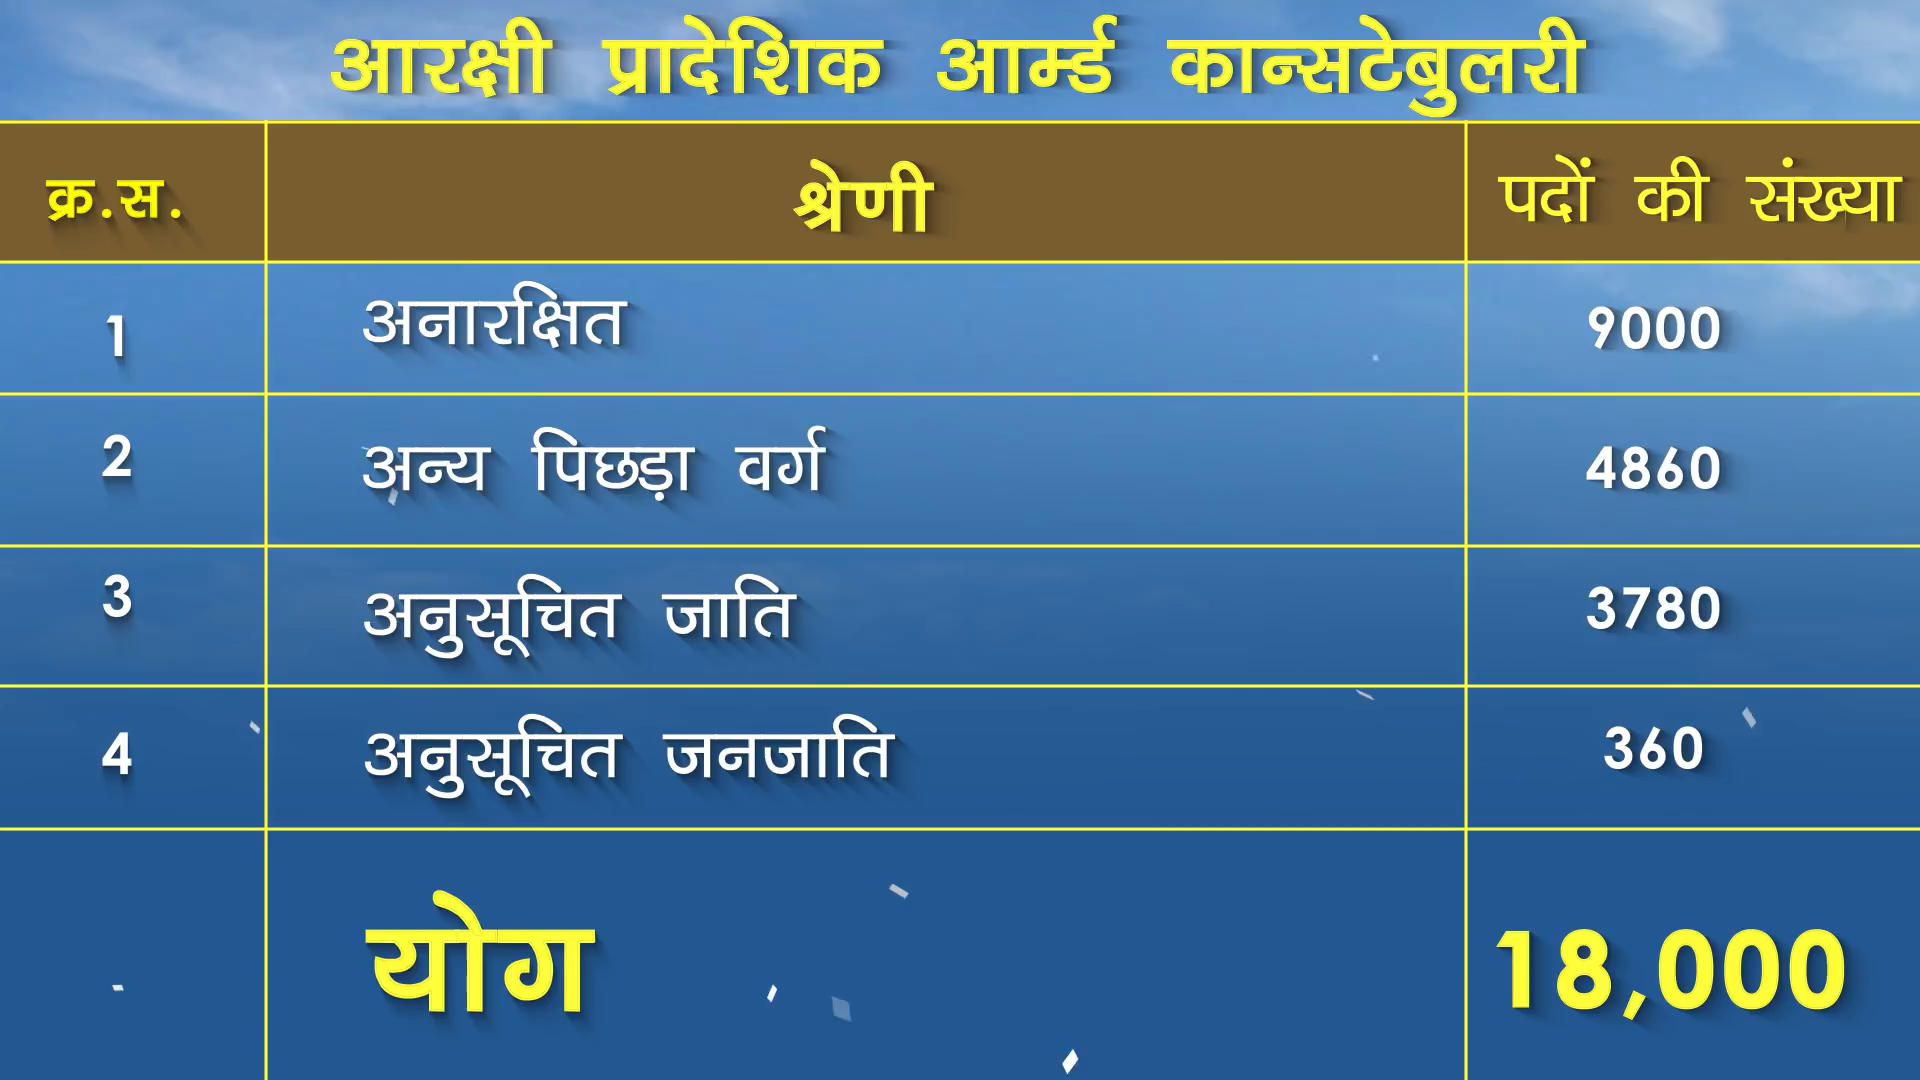 आरक्षी प्रादेशिक आर्म्ड कान्सटेबुलरी
क्र.स. श्रेणी पदों की संख्या
1 अनारक्षित 9000
2 अन्य पिछड़ा वर्ग 4860
3 अनुसूचित जाति 3780
4 अनुसूचित जनजाति 360
योग 18,000